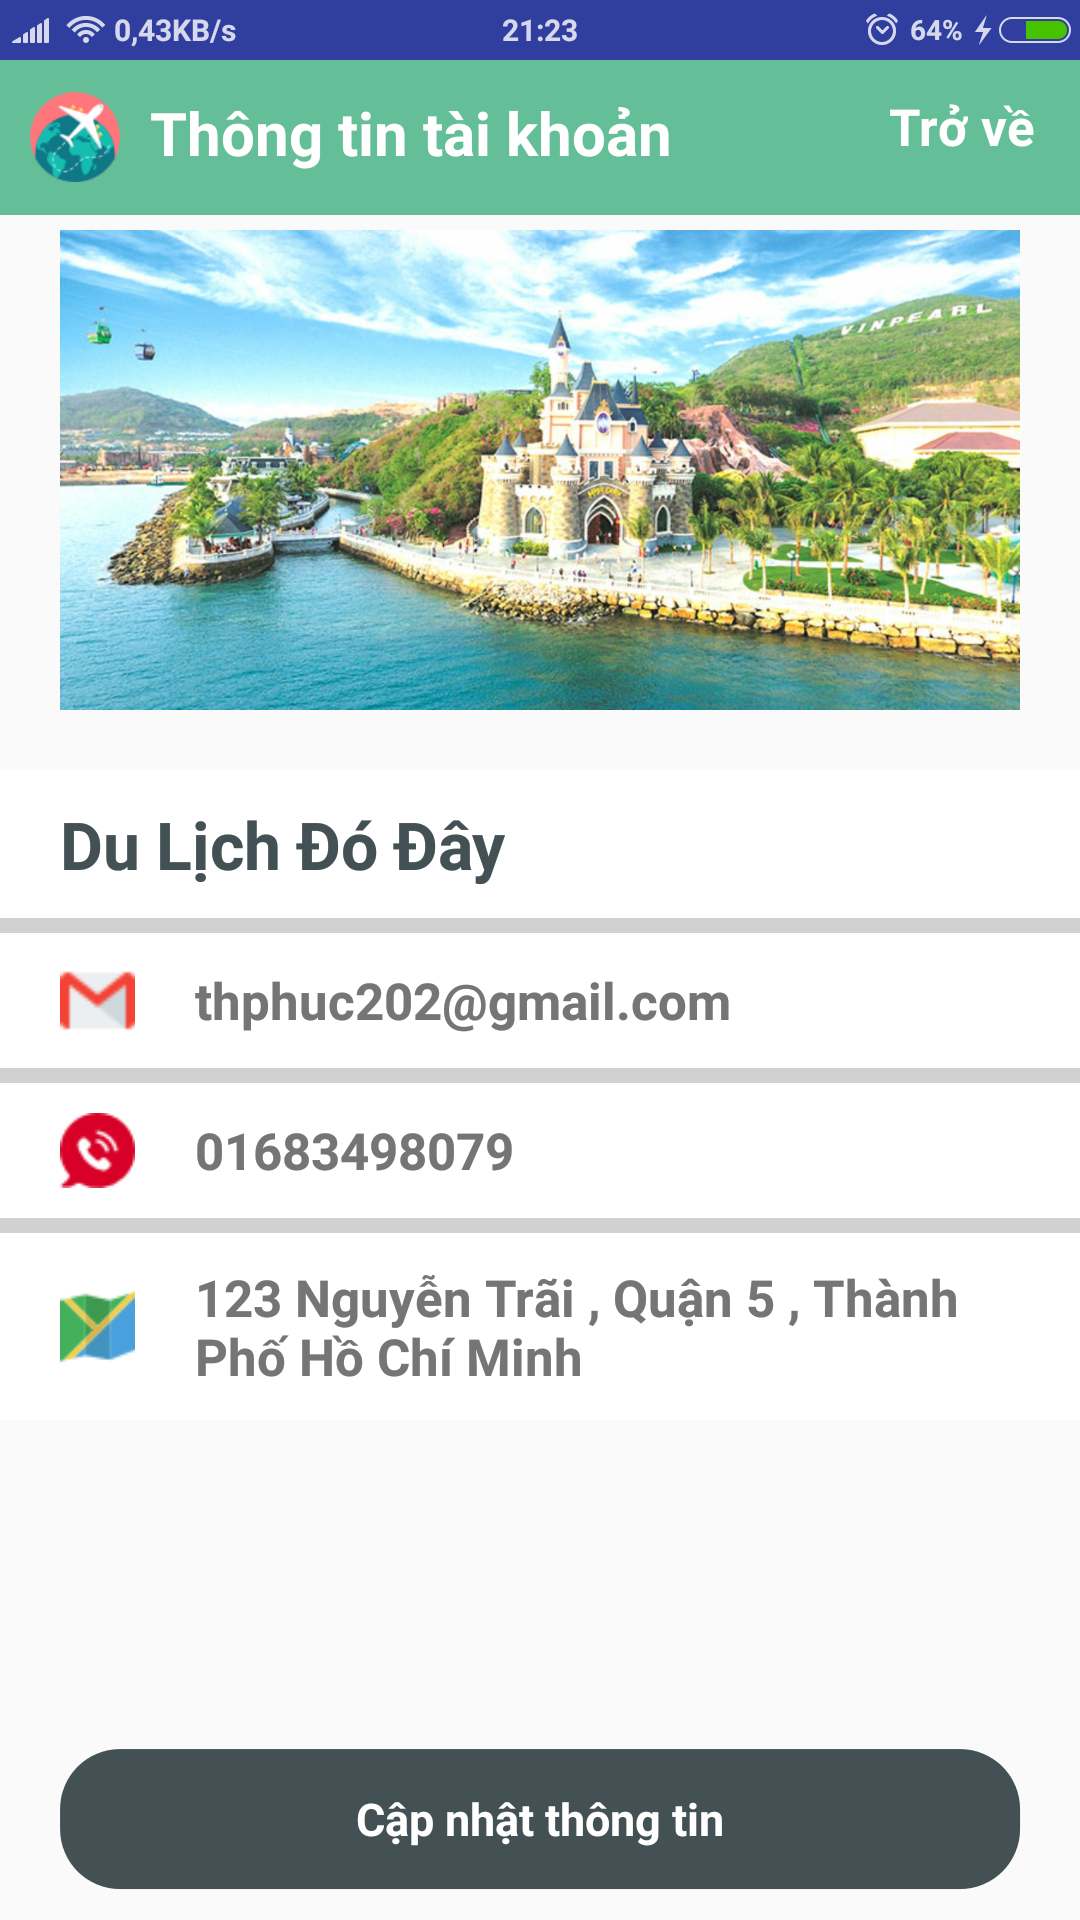 0,43KB/s 21:23 64%
Thông tin tài khoản Trở về
VINPEARL
Du Lịch Đó Đây
thphuc202@gmail.com
01683498079
123 Nguyễn Trãi , Quận 5 , Thành
Phố Hồ Chí Minh
Cập nhật thông tin